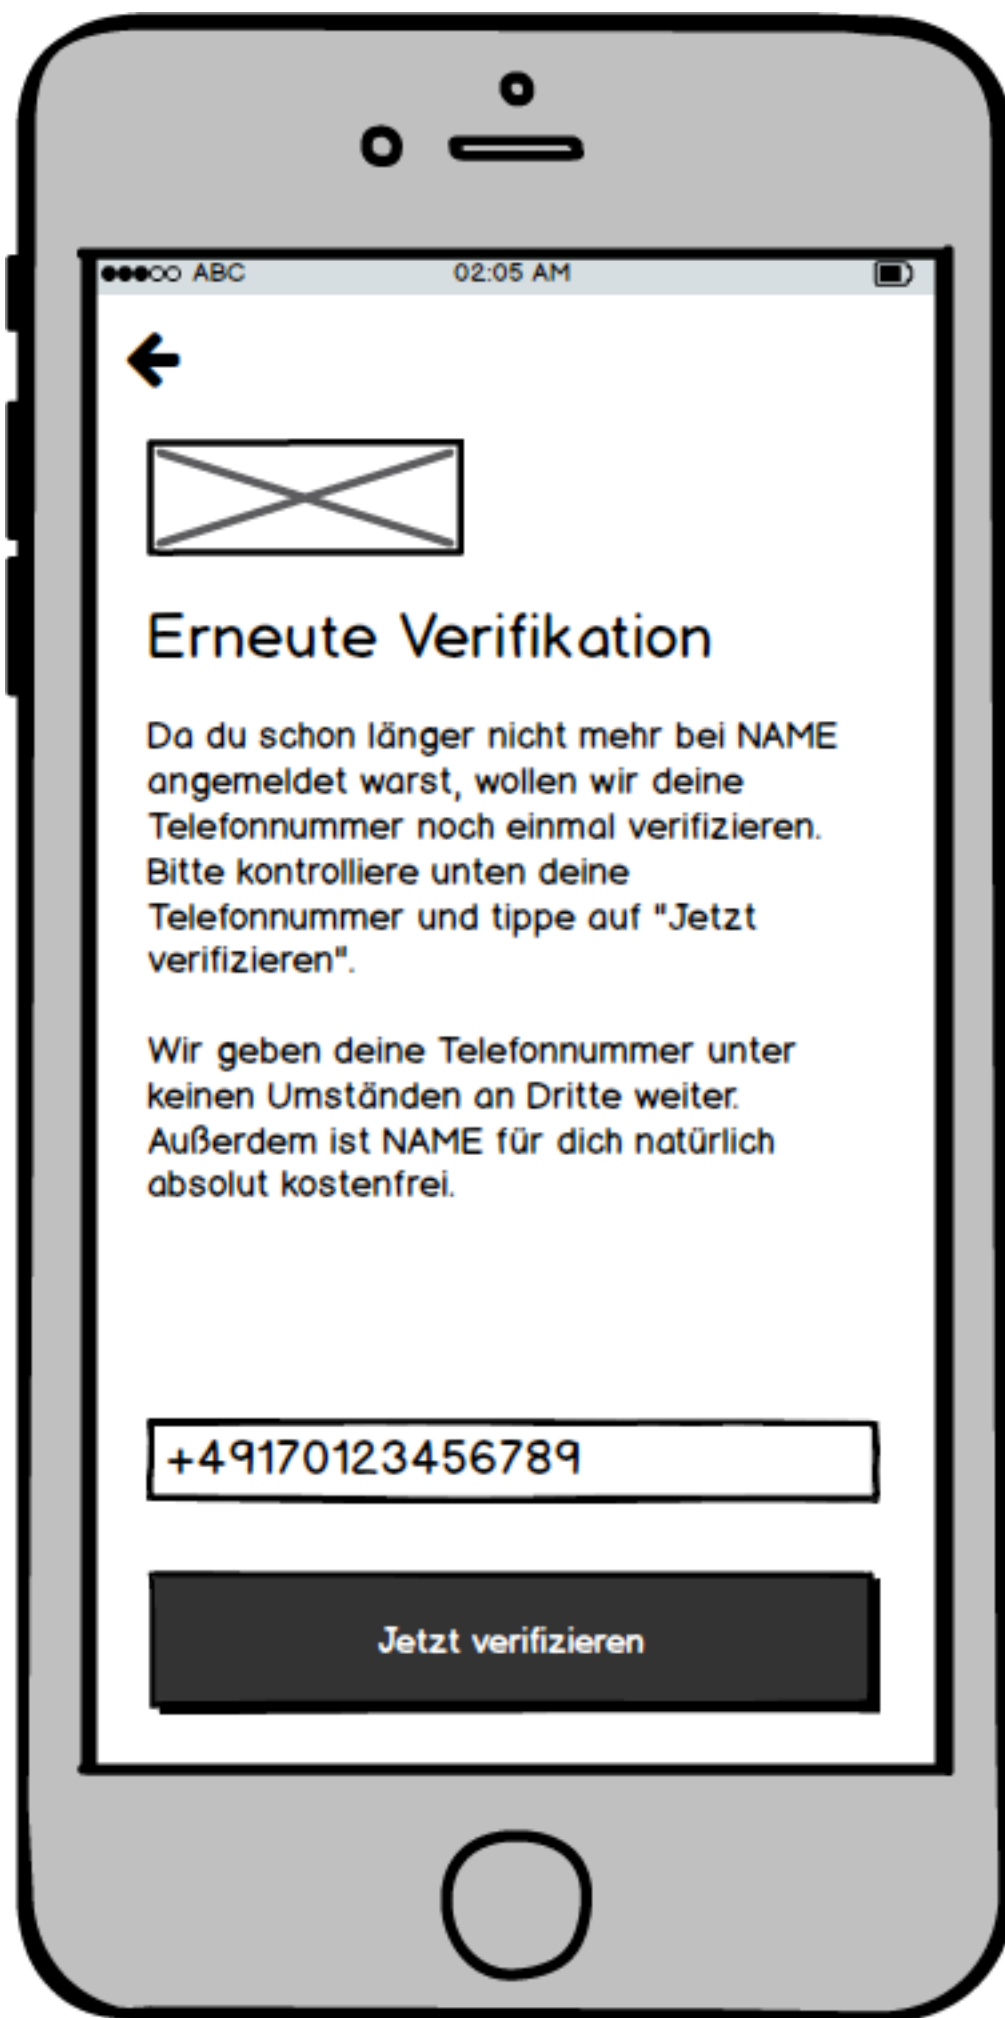 ABC 02:05 AM
Erneute Verifikation
Da du schon länger nicht mehr bei NAME
angemeldet warst, wollen wir deine
Telefonnummer noch einmal verifizieren.
Bitte kontrolliere unten deine
Telefonnummer und tippe auf "Jetzt
verifizieren".
Wir geben deine Telefonnummer unter
keinen Umständen an Dritte weiter.
Außerdem ist NAME für dich natürlich
absolut kostenfrei.
+49170123456789
Jetzt verifizieren